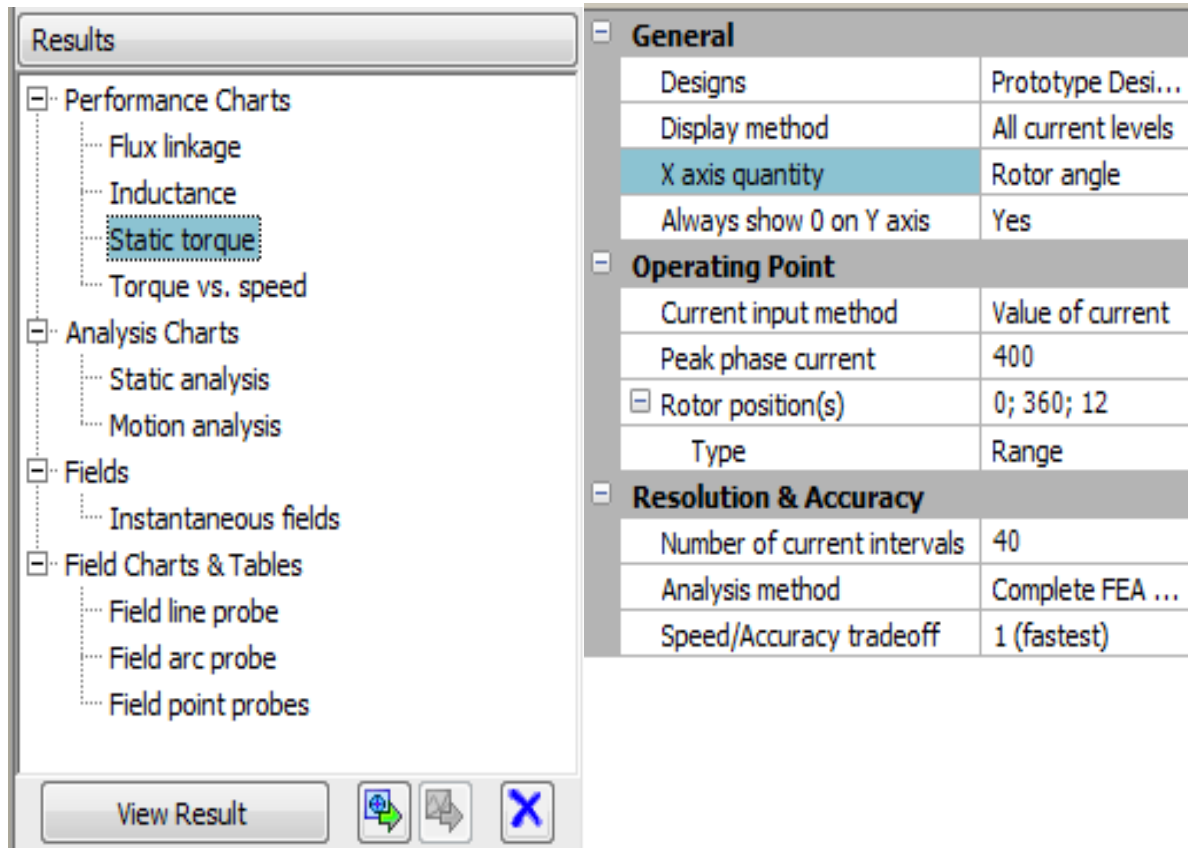 Results
Performance Charts
Flux linkage
Inductance
Static torque
Torque vs. speed
Analysis Charts
Static analysis
Motion analysis
Fields
Instantaneous fields
Field Charts & Tables
Field line probe
Field arc probe
Field point probes
View Result
General
Designs Prototype Desi...
Display method All current levels
X axis quantity Rotor angle
Always show 0 on Y axis Yes
Operating Point
Current input method Value of current
Peak phase current 400
Rotor position(s) 0; 360; 12
Type Range
Resolution & Accuracy
Number of current intervals 40
Analysis method Complete FEA ...
Speed/Accuracy tradeoff 1 (fastest)